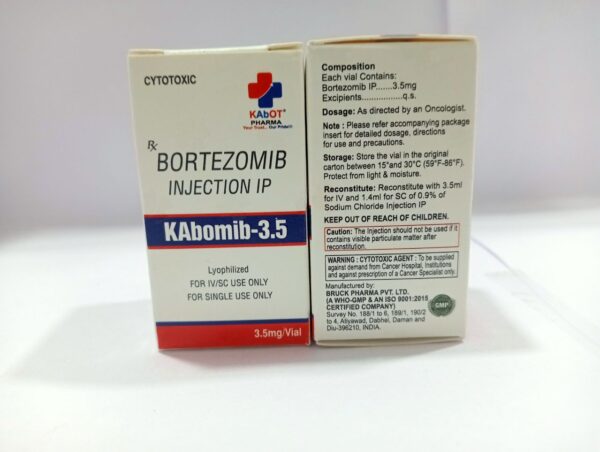 CYTOTOXIC
KAbOT
PHARMA
Your Trust.. Our Product
Rx
BORTEZOMIB
INJECTION IP
KAbomib-3.5
Lyophilized
FOR IV/SC USE ONLY
FOR SINGLE USE ONLY
3.5mg/Vial
Composition
Each vial Contains:
Bortezomib IP.......3.5mg
Excipients.................q.s.
Dosage: As directed by an Oncologist.
Note : Please refer accompanying package
insert for detailed dosage, directions
for use and precautions.
Storage: Store the vial in the original
carton between 15°and 30°C (59°F-86°F).
Protect from light & moisture.
Reconstitute: Reconstitute with 3.5ml
for IV and 1.4ml for SC of 0.9% of
Sodium Chloride Injection IP
KEEP OUT OF REACH OF CHILDREN.
Caution: The Injection should not be used if it
contains visible particulate matter after
reconstitution.
WARNING : CYTOTOXIC AGENT : To be supplied
against demand from Cancer Hospital, Institutions
and against prescription of a Cancer Specialist only.
Manufactured by:
BRUCK PHARMA PVT. LTD.
(A WHO-GMP & AN ISO 9001:2015
CERTIFIED COMPANY)
Survey No. 188/1 to 6, 189/1, 190/2
to 4, Atiyawad, Dabhel, Daman and
Diu-396210, INDIA.
GMP